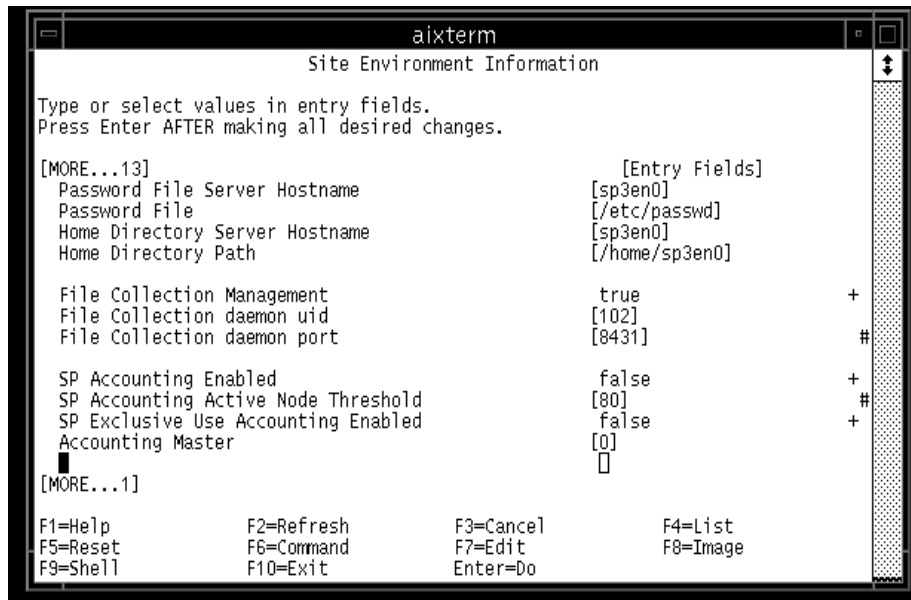 aixterm
Site Environment Information
Type or select values in entry fields.
Press Enter AFTER making all desired changes.
[MORE...13] [Entry Fields]
Password File Server Hostname [sp3en0]
Password File [/etc/passwd]
Home Directory Server Hostname [sp3en0]
Home Directory Path [/home/sp3en0]
File Collection Management true +
File Collection daemon uid [102]
File Collection daemon port [8431] #
SP Accounting Enabled false +
SP Accounting Active Node Threshold [80] #
SP Exclusive Use Accounting Enabled false +
Accounting Master [0]
[MORE...1]
F1=Help F2=Refresh F3=Cancel F4=List
F5=Reset F6=Command F7=Edit F8=Image
F9=Shell F10=Exit Enter=Do